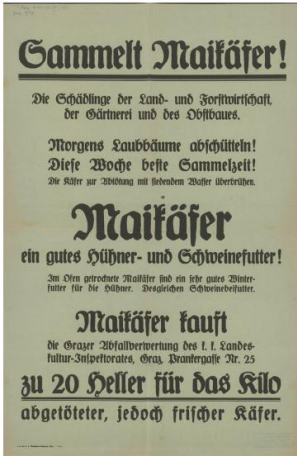 Sammelt Maikäfer!
Die Schädlinge der Land- und Forstwirtschaft,
der Gärtnerei und des Obstbaues.
Morgens Laubbäume abschütteln!
Diese Woche beste Sammelzeit!
Die Käfer zur Ablötung mit siedendem Wasser überbrühen.
Maikäfer
ein gutes Hühner- und Schweinefutter!
Im Ofen getrocknete Maikäfer sind ein sehr gutes Winter-
futter für die Hühner. Desgleichen Schweinebeifutter.
Maikäfer kauft
die Grazer Abfallverwertung des k. k. Landes-
kultur-Inspektorates, Graz, Prankergasse Nr. 25
zu 20 Heller für das Kilo
abgetöteter, jedoch frischer Käfer.